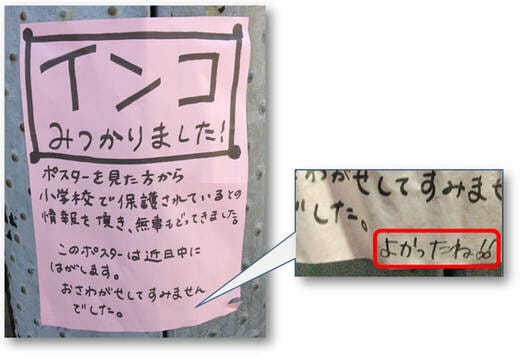 インコ
みつかりました!
ポスターを見た方から
小学校で保護されているとの
情報を頂き、無事もどってきました。
このポスターは近日中に
はがします。
おさわがせしてすみません
でした。
さわがせしてすみませ
でした。
よかったね